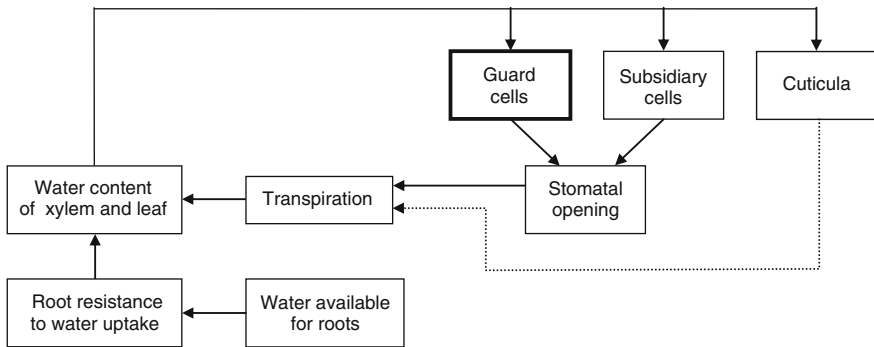 Guard
cells
Subsidiary
cells
Cuticula
Water content
of xylem and leaf
Transpiration
Stomatal
opening
Root resistance
to water uptake
Water available
for roots